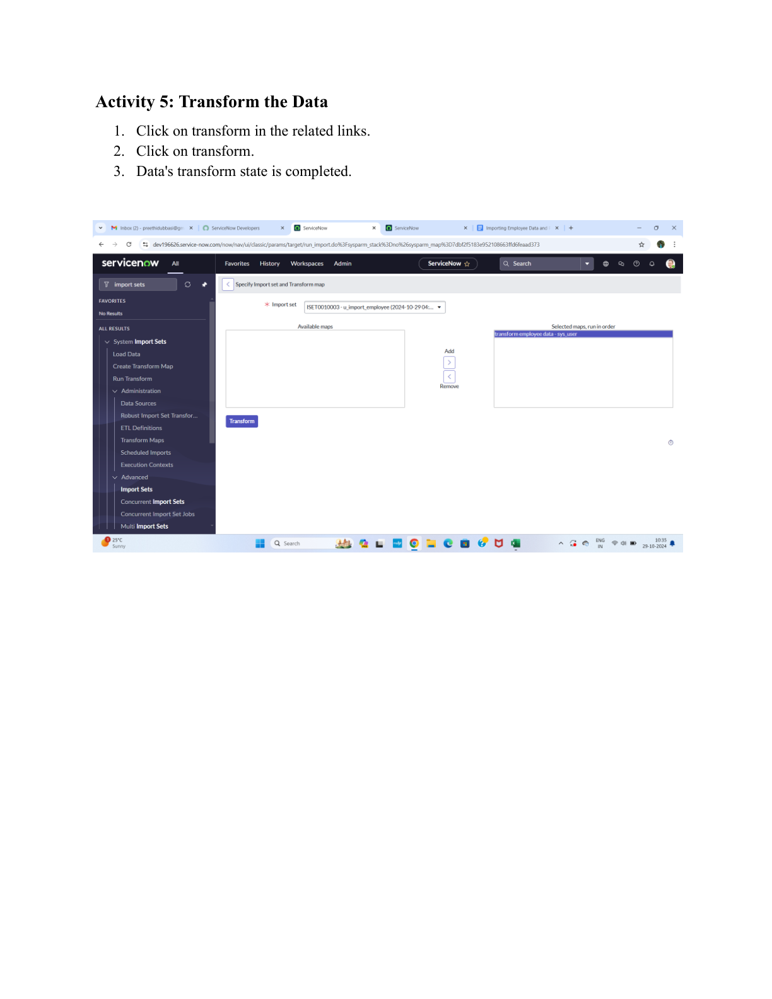 Activity 5: Transform the Data
1. Click on transform in the related links.
2. Click on transform.
3. Data's transform state is completed.
Inbox (2) - preethidubbasi@gm
ServiceNow Developers
ServiceNow
ServiceNow
Importing Employee Data and
dev196626.service-now.com/now/nav/ui/classic/params/target/run_import.do%3Fsysparm_stack%3Dno%26sysparm_map%3D7dbf2f5183e952108663ffd6feaad373
servicenow
All
Favorites
History
Workspaces
Admin
ServiceNow
Search
import sets
FAVORITES
No Results
ALL RESULTS
System Import Sets
Load Data
Create Transform Map
Run Transform
Administration
Data Sources
Robust Import Set Transfor...
ETL Definitions
Transform Maps
Scheduled Imports
Execution Contexts
Advanced
Import Sets
Concurrent Import Sets
Concurrent Import Set Jobs
Multi Import Sets
Specify Import set and Transform map
Import set
ISET0010003 - u_import_employee (2024-10-29 04:...
Available maps
Add
Remove
Selected maps, run in order
transform employee data - sys_user
Transform
1
25°C
Sunny
Search
ENG
IN
10:35
29-10-2024